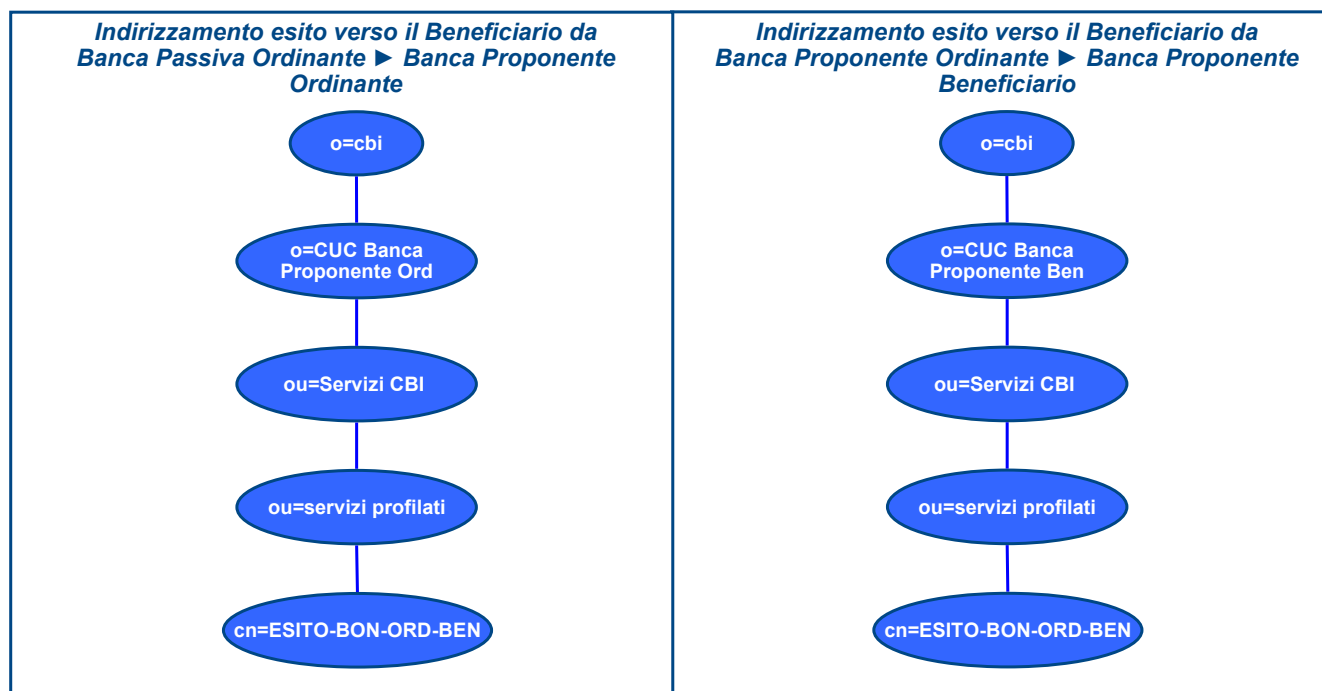 Indirizzamento esito verso il Beneficiario da
Banca Passiva Ordinante ► Banca Proponente
Ordinante
o=cbi
o=CUC Banca
Proponente Ord
ou=Servizi CBI
ou=servizi profilati
cn=ESITO-BON-ORD-BEN
Indirizzamento esito verso il Beneficiario da
Banca Proponente Ordinante ► Banca Proponente
Beneficiario
o=cbi
o=CUC Banca
Proponente Ben
ou=Servizi CBI
ou=servizi profilati
cn=ESITO-BON-ORD-BEN